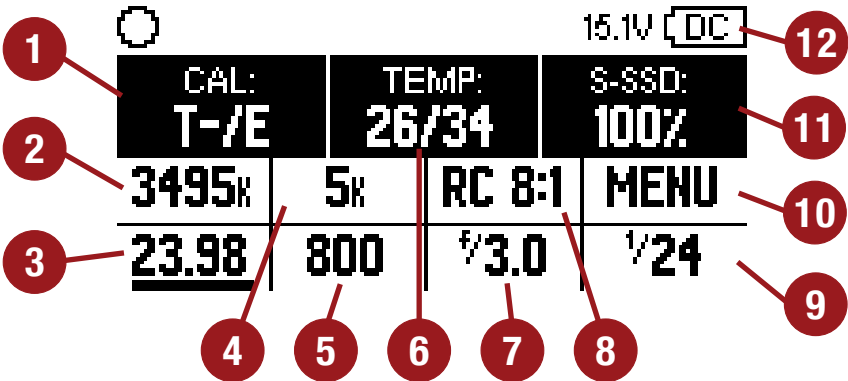 15.1V DC 12
1 CAL: TEMP: S-SSD:
T-/E 26/34 100% 11
2 3495K 5K RC 8:1 MENU 10
3 23.98 800 f/3.0 1/24 9
4 5 6 7 8